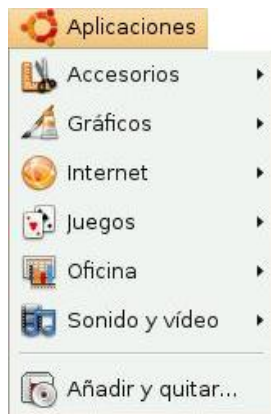 Aplicaciones
Accesorios
Gráficos
Internet
Juegos
Oficina
Sonido y vídeo
Añadir y quitar...